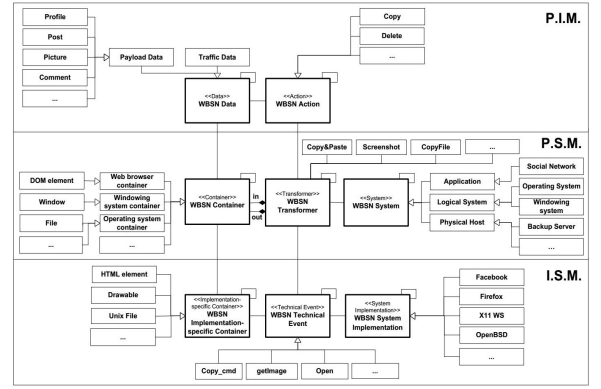 P.I.M.
Profile
Post
Picture
Comment
...
Payload Data
Traffic Data
Copy
Delete
...
<<Data>>
WBSN Data
<<Action>>
WBSN Action
P.S.M.
Copy&Paste
Screenshot
CopyFile
...
DOM element
Window
File
...
Web browser
container
Windowing
system container
Operating system
container
...
<<Container>>
WBSN Container
in
out
<<Transformer>>
WBSN
Transformer
<<System>>
WBSN System
Application
Logical System
Physical Host
Social Network
Operating System
Windowing
system
Backup Server
...
I.S.M.
HTML element
Drawable
Unix File
...
<<Implementation-
specific Container>>
WBSN
Implementation-
specific Container
<<Technical Event>>
WBSN Technical
Event
<<System
Implementation>>
WBSN System
Implementation
Facebook
Firefox
X11 WS
OpenBSD
...
Copy_cmd
getImage
Open
...